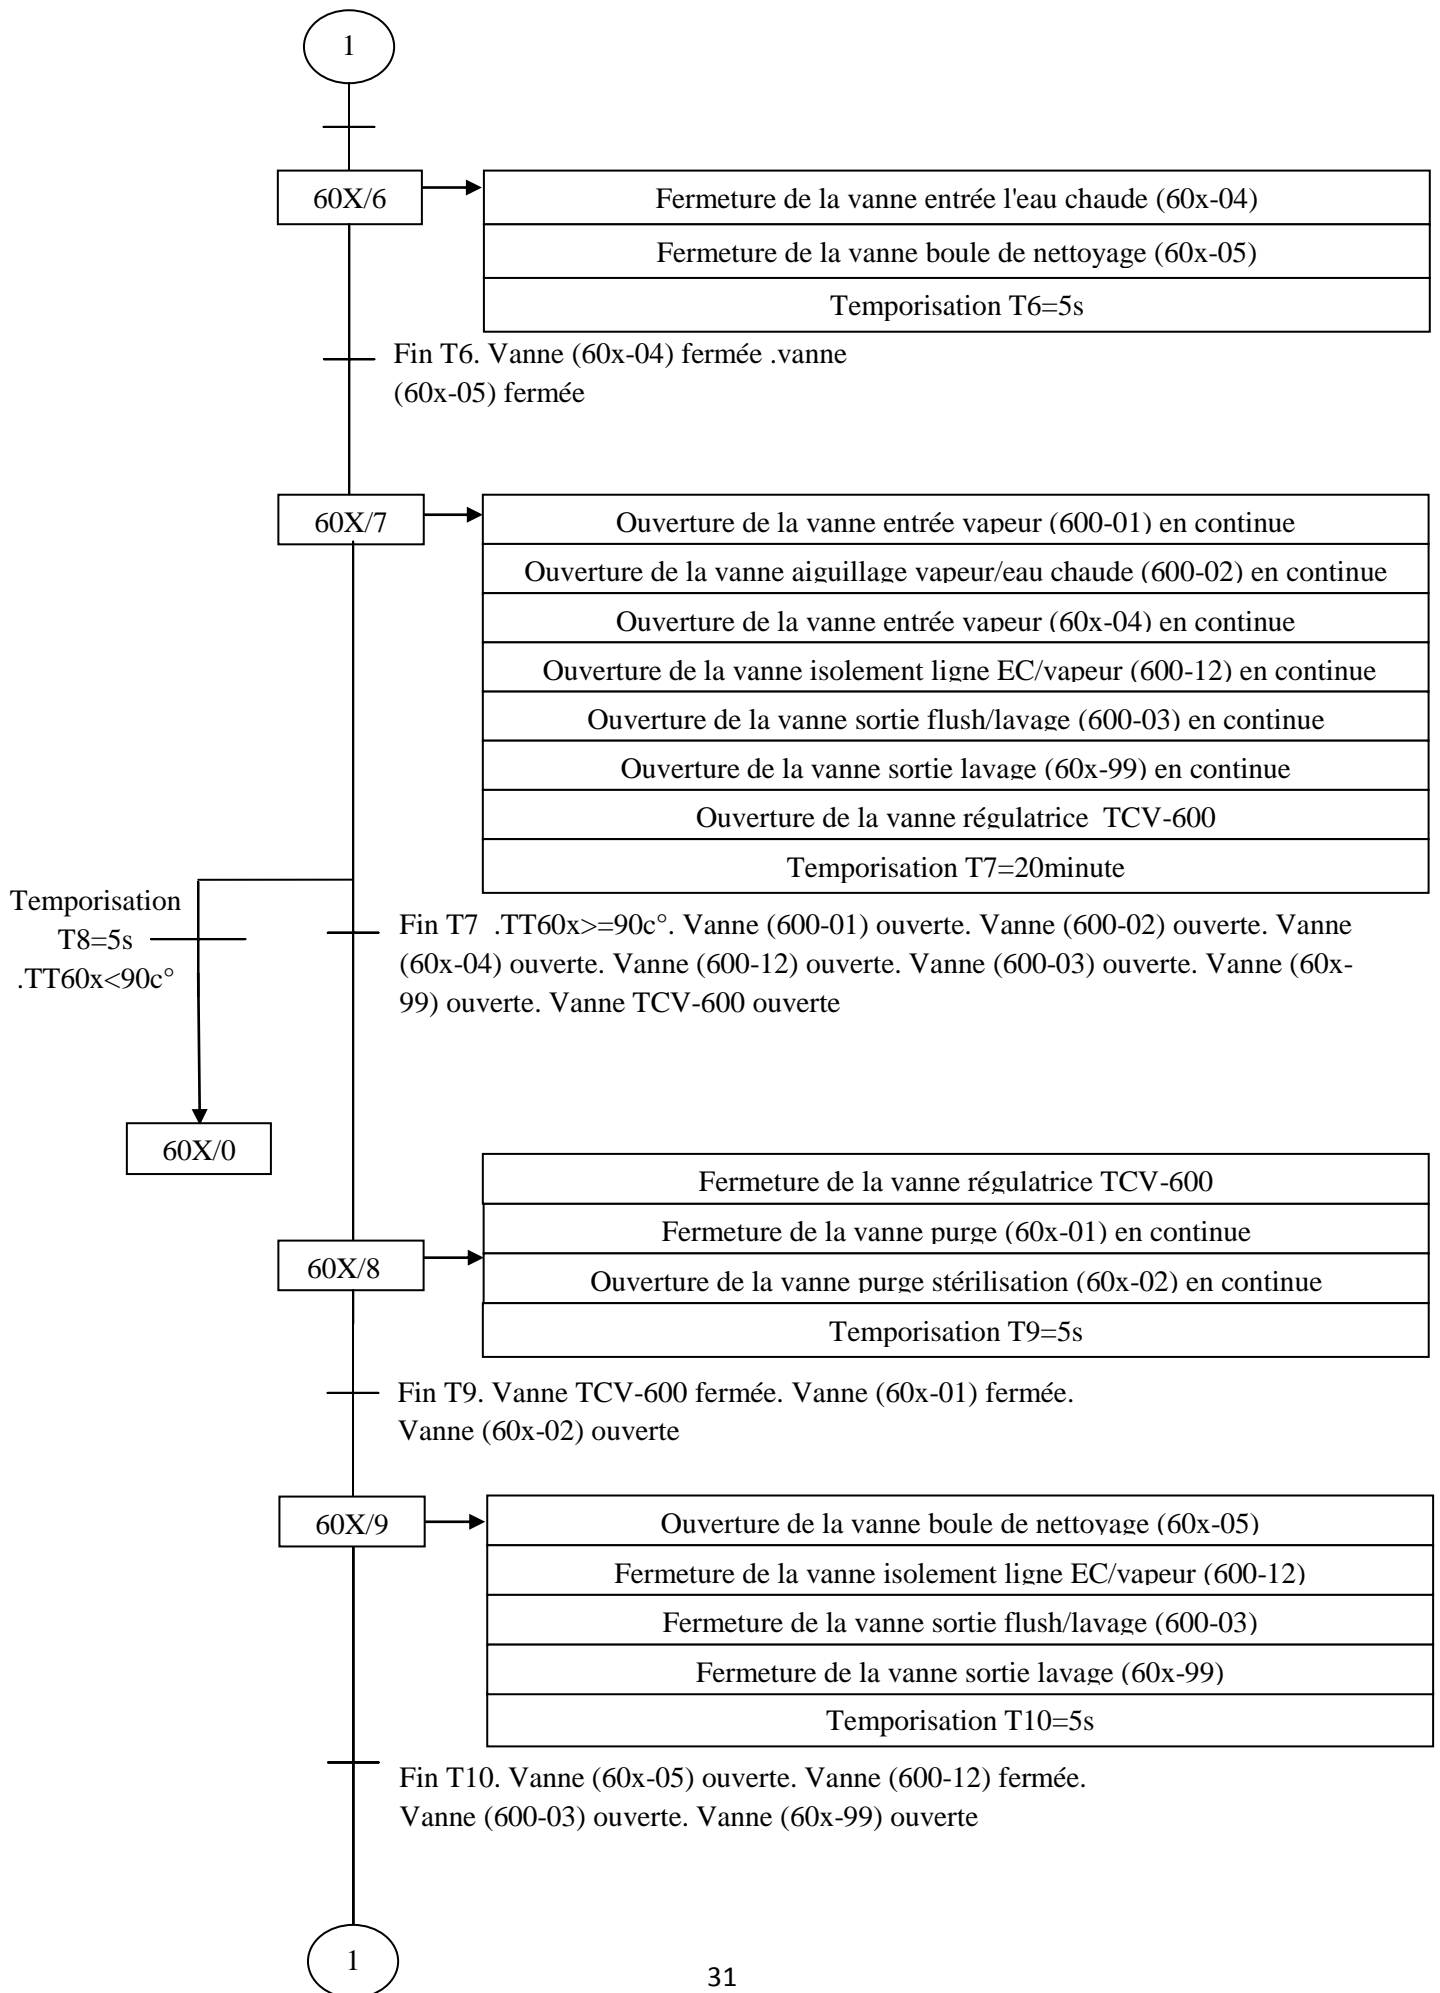 1
60X/6
Fermeture de la vanne entrée l'eau chaude (60x-04)
Fermeture de la vanne boule de nettoyage (60x-05)
Temporisation T6=5s
Fin T6. Vanne (60x-04) fermée .vanne
(60x-05) fermée
60X/7
Ouverture de la vanne entrée vapeur (600-01) en continue
Ouverture de la vanne aiguillage vapeur/eau chaude (600-02) en continue
Ouverture de la vanne entrée vapeur (60x-04) en continue
Ouverture de la vanne isolement ligne EC/vapeur (600-12) en continue
Ouverture de la vanne sortie flush/lavage (600-03) en continue
Ouverture de la vanne sortie lavage (60x-99) en continue
Ouverture de la vanne régulatrice TCV-600
Temporisation T7=20minute
Temporisation
T8=5s
.TT60x<90c°
Fin T7 .TT60x>=90c°. Vanne (600-01) ouverte. Vanne (600-02) ouverte. Vanne
(60x-04) ouverte. Vanne (600-12) ouverte. Vanne (600-03) ouverte. Vanne (60x-
99) ouverte. Vanne TCV-600 ouverte
60X/0
60X/8
Fermeture de la vanne régulatrice TCV-600
Fermeture de la vanne purge (60x-01) en continue
Ouverture de la vanne purge stérilisation (60x-02) en continue
Temporisation T9=5s
Fin T9. Vanne TCV-600 fermée. Vanne (60x-01) fermée.
Vanne (60x-02) ouverte
60X/9
Ouverture de la vanne boule de nettoyage (60x-05)
Fermeture de la vanne isolement ligne EC/vapeur (600-12)
Fermeture de la vanne sortie flush/lavage (600-03)
Fermeture de la vanne sortie lavage (60x-99)
Temporisation T10=5s
Fin T10. Vanne (60x-05) ouverte. Vanne (600-12) fermée.
Vanne (600-03) ouverte. Vanne (60x-99) ouverte
1
31